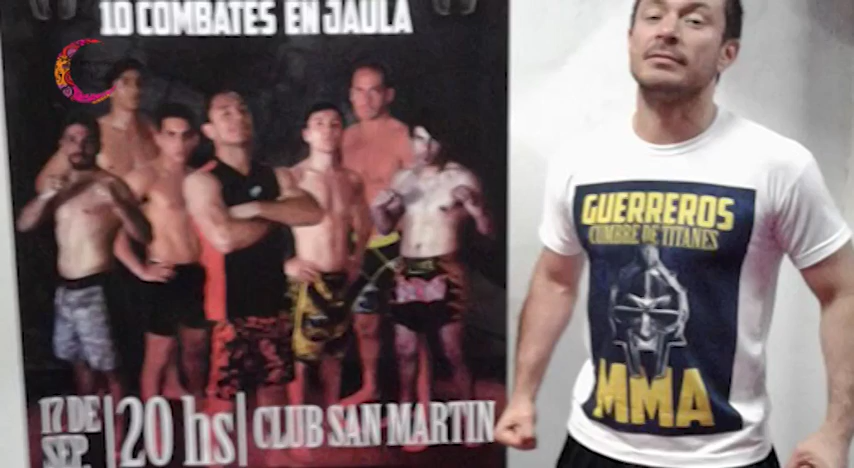 10 COMBATES EN JAULA
17 DE
SEP.
20 hs
CLUB SAN MARTIN
GUERREROS
CUMBRE DE TITANES
MMA